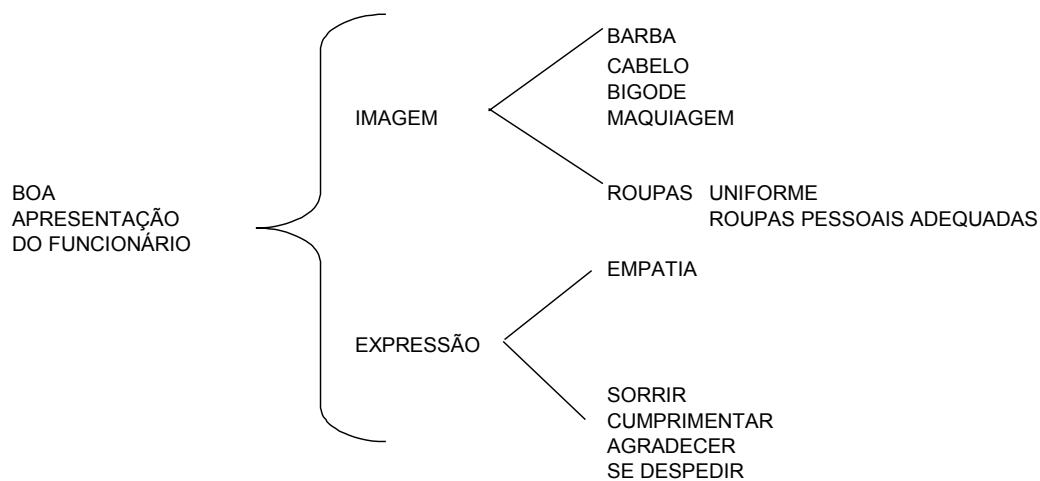 BOA
APRESENTAÇÃO
DO FUNCIONÁRIO
IMAGEM
BARBA
CABELO
BIGODE
MAQUIAGEM
ROUPAS UNIFORME
ROUPAS PESSOAIS ADEQUADAS
EXPRESSÃO
EMPATIA
SORRIR
CUMPRIMENTAR
AGRADECER
SE DESPEDIR